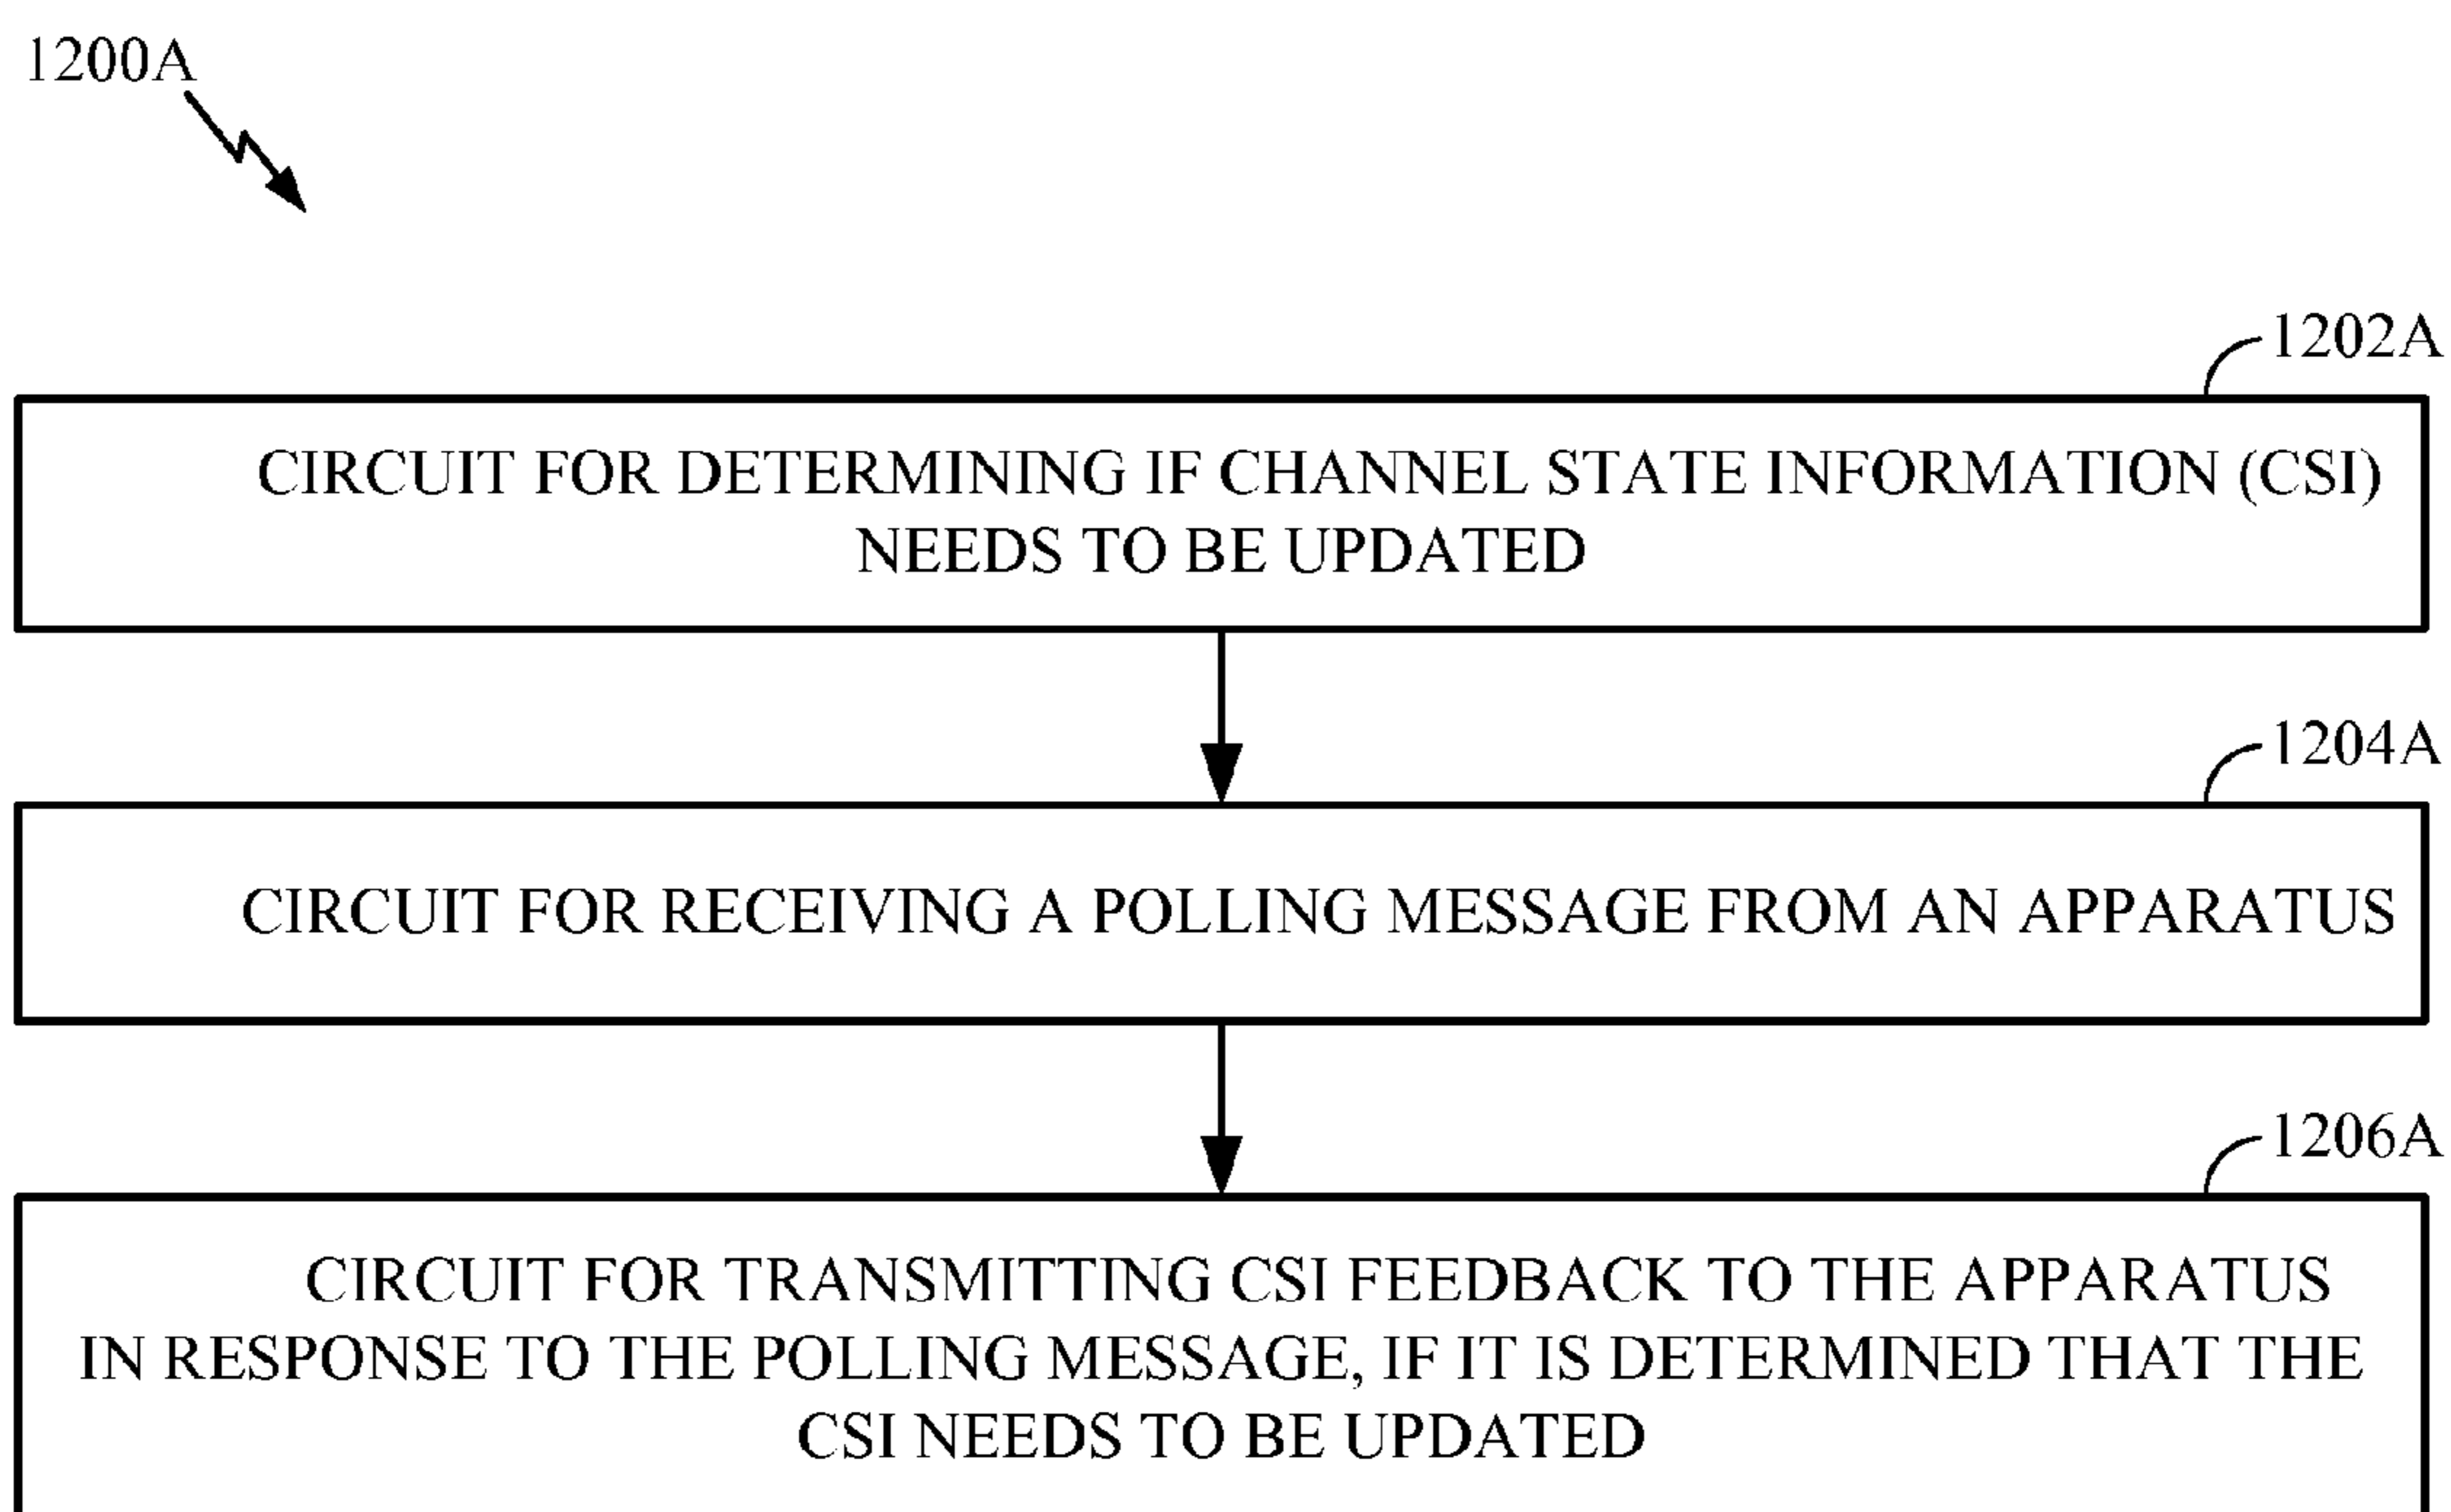 1200A
1202A
CIRCUIT FOR DETERMINING IF CHANNEL STATE INFORMATION (CSI)
NEEDS TO BE UPDATED
1204A
CIRCUIT FOR RECEIVING A POLLING MESSAGE FROM AN APPARATUS
1206A
CIRCUIT FOR TRANSMITTING CSI FEEDBACK TO THE APPARATUS
IN RESPONSE TO THE POLLING MESSAGE, IF IT IS DETERMINED THAT THE
CSI NEEDS TO BE UPDATED